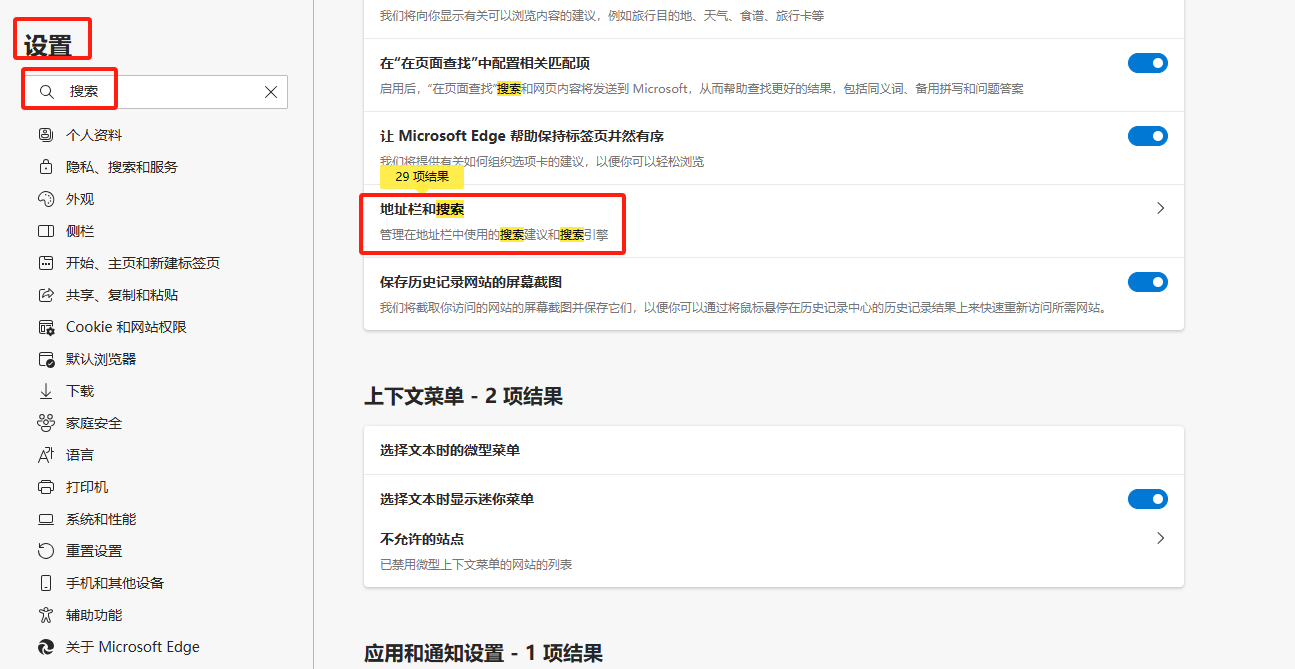 设置
搜索
个人资料
隐私、搜索和服务
外观
侧栏
开始、主页和新建标签页
共享、复制和粘贴
Cookie 和网站权限
默认浏览器
下载
家庭安全
语言
打印机
系统和性能
重置设置
手机和其他设备
辅助功能
关于 Microsoft Edge
我们将向你显示有关可以浏览内容的建议，例如旅行目的地、天气、食谱、旅行卡等
在“在页面查找”中配置相关匹配项
启用后，“在页面查找”搜索和网页内容将发送到 Microsoft，从而帮助查找更好的结果，包括同义词、备用拼写和问题答案
让 Microsoft Edge 帮助保持标签页井然有序
我们将提供有关如何组织选项卡的建议，以便你可以轻松浏览
29 项结果
地址栏和搜索
管理在地址栏中使用的搜索建议和搜索引擎
保存历史记录网站的屏幕截图
我们将截取你访问的网站的屏幕截图并保存它们，以便你可以通过将鼠标悬停在历史记录中心的历史记录结果上来快速重新访问所需网站。
上下文菜单 - 2 项结果
选择文本时的微型菜单
选择文本时显示迷你菜单
不允许的站点
已禁用微型上下文菜单的网站的列表
应用和通知设置 - 1 项结果